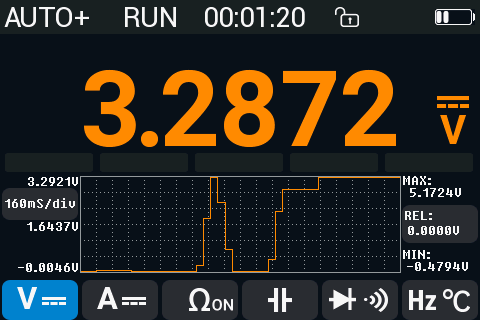 AUTO+ RUN 00:01:20
3.2872 V
3.2921V
160mS/div
1.6437V
-0.0046V
MAX:
5.1724V
REL:
0.0000V
MIN:
-0.4794V
V A ΩON Hz °C